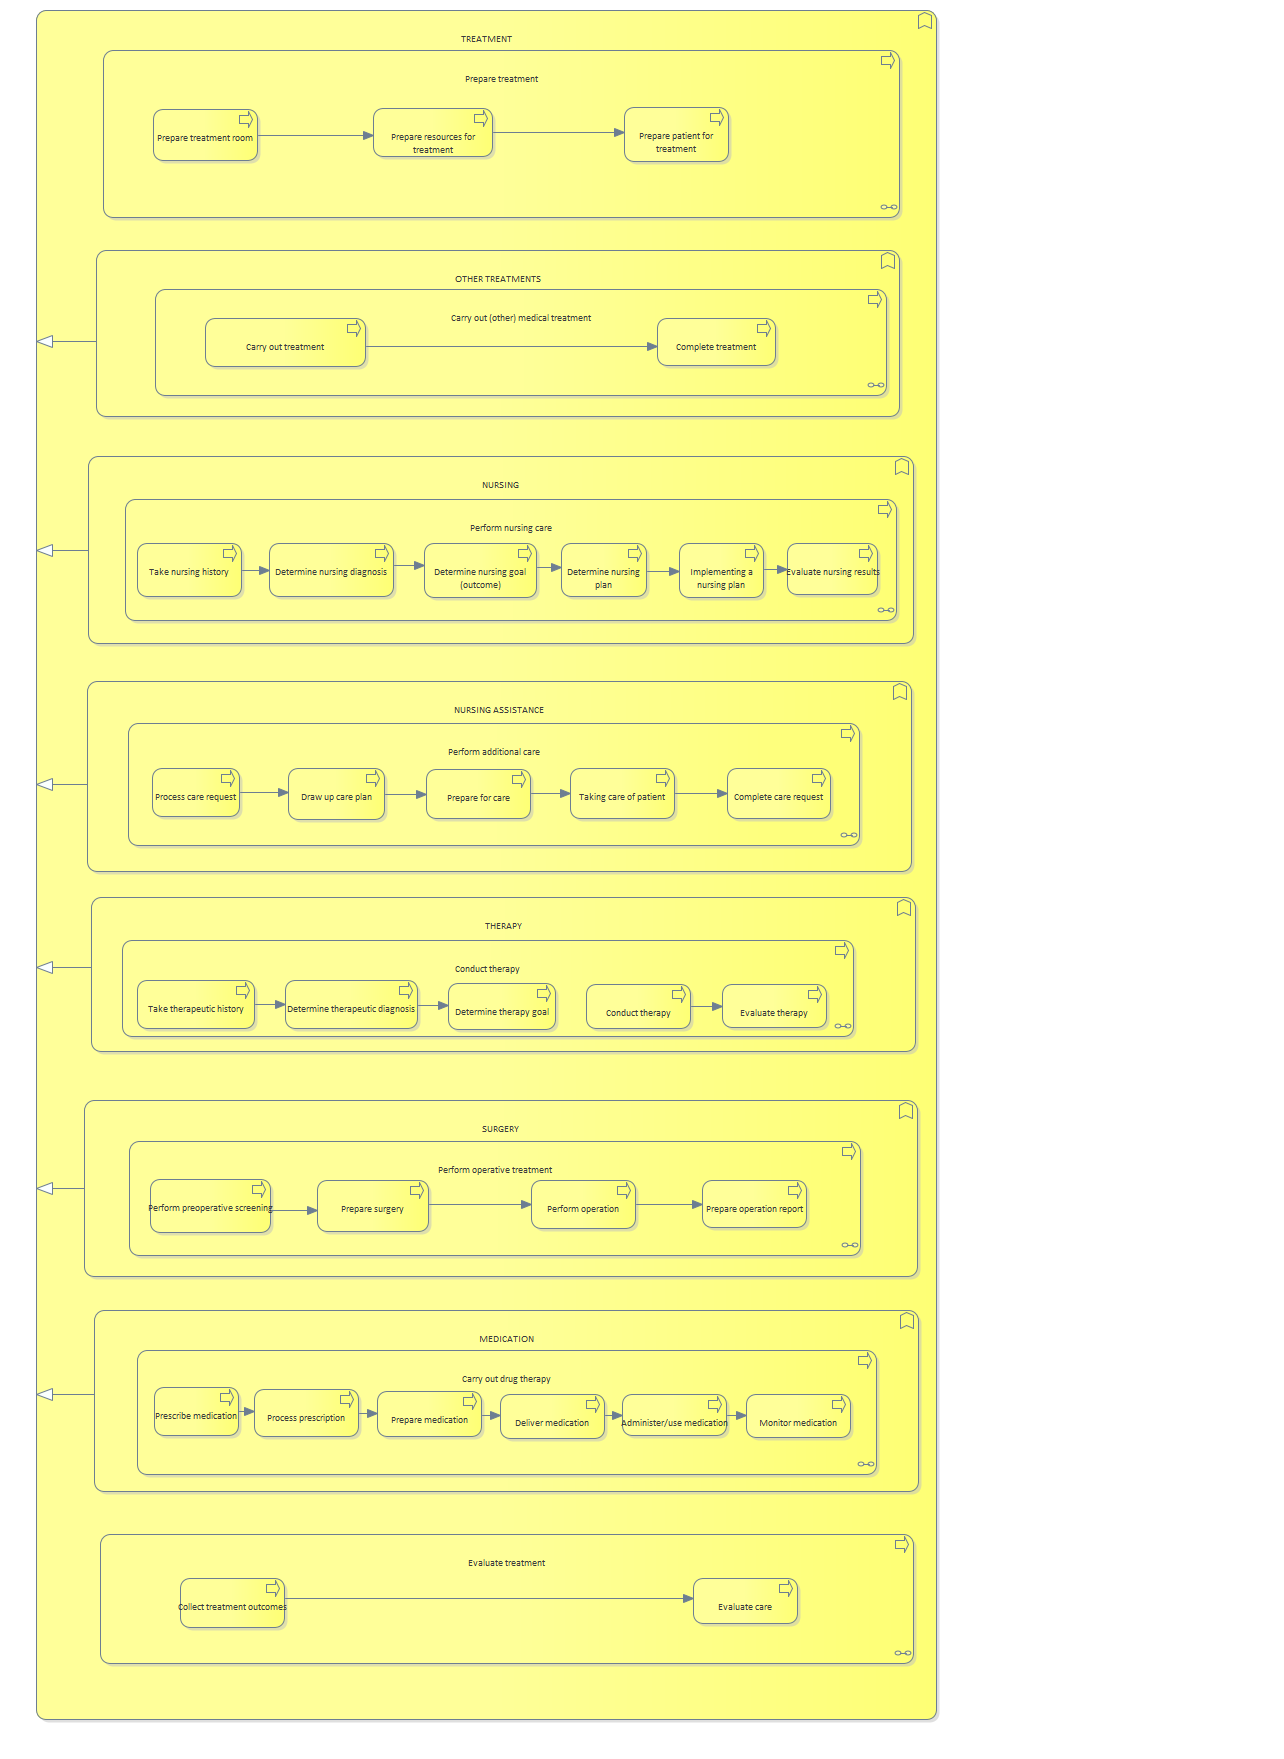 TREATMENT
Prepare treatment
Prepare treatment room
Prepare resources for
treatment
Prepare patient for
treatment
OTHER TREATMENTS
Carry out (other) medical treatment
Carry out treatment
Complete treatment
NURSING
Perform nursing care
Take nursing history
Determine nursing diagnosis
Determine nursing goal
(outcome)
Determine nursing
plan
Implementing a
nursing plan
Evaluate nursing results
NURSING ASSISTANCE
Perform additional care
Process care request
Draw up care plan
Prepare for care
Taking care of patient
Complete care request
THERAPY
Conduct therapy
Take therapeutic history
Determine therapeutic diagnosis
Determine therapy goal
Conduct therapy
Evaluate therapy
SURGERY
Perform operative treatment
Perform preoperative screening
Prepare surgery
Perform operation
Prepare operation report
MEDICATION
Carry out drug therapy
Prescribe medication
Process prescription
Prepare medication
Deliver medication
Administer/use medication
Monitor medication
Evaluate treatment
Collect treatment outcomes
Evaluate care